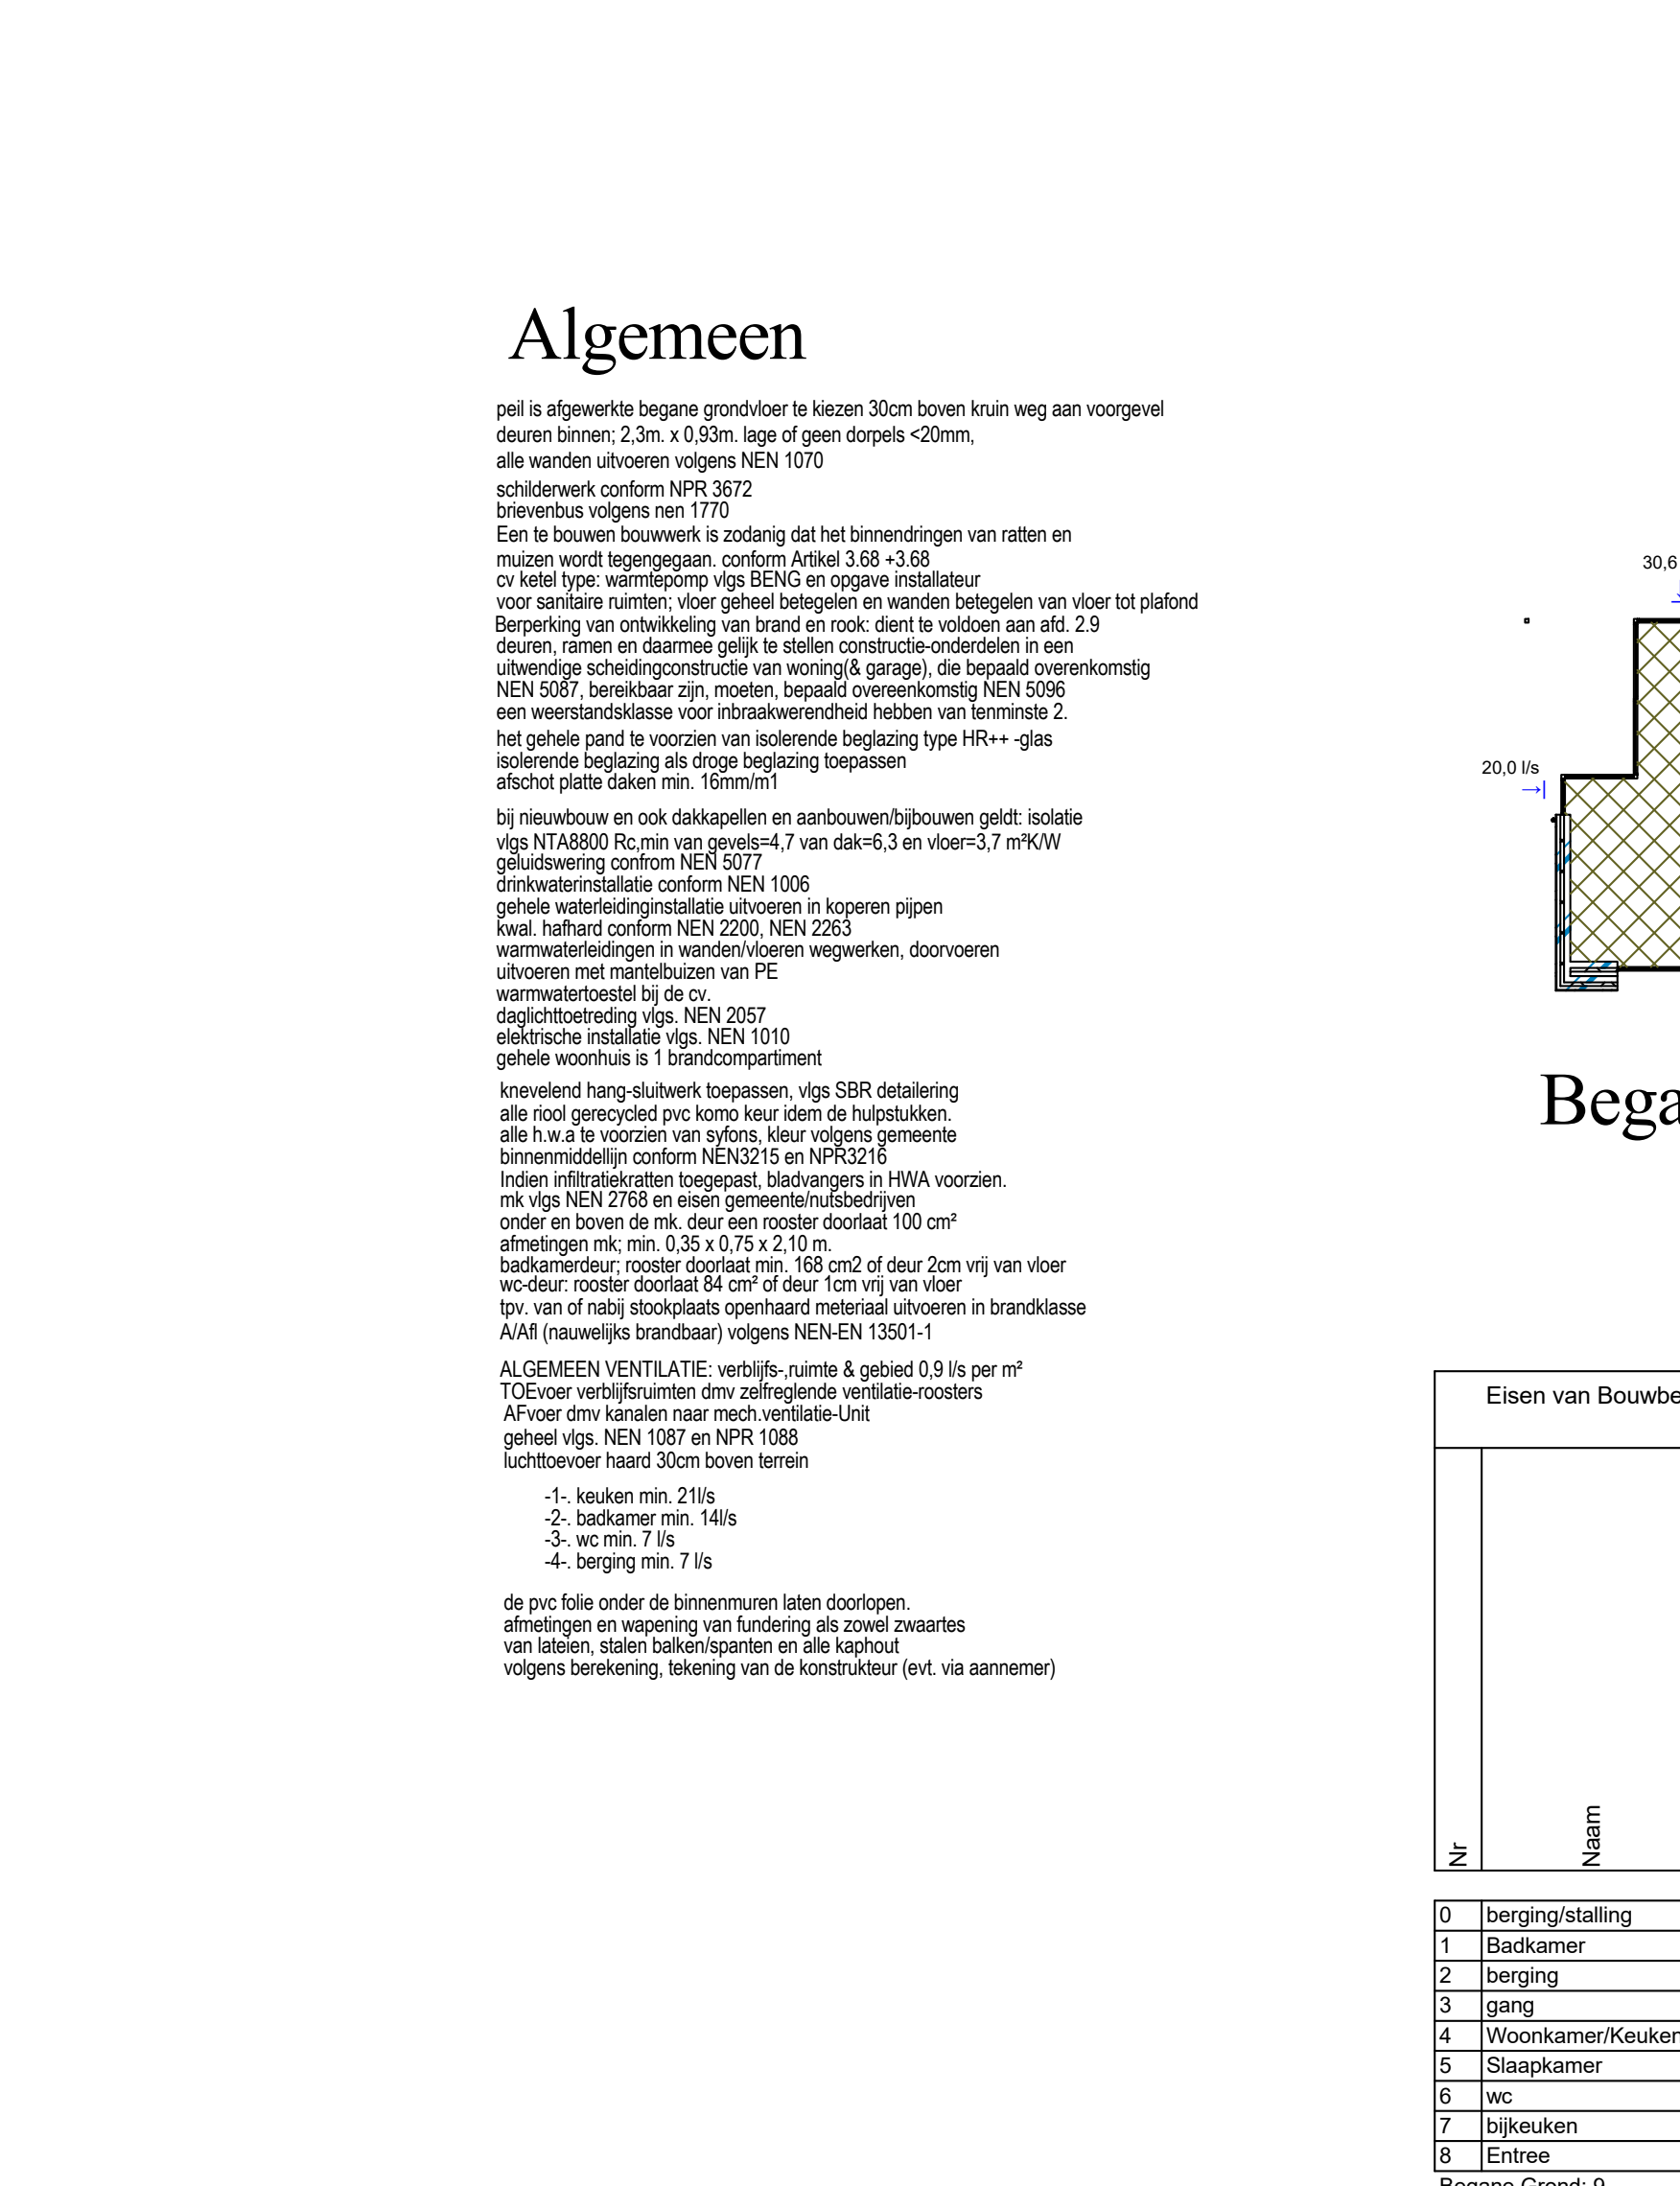 Algemeen
peil is afgewerkte begane grondvloer te kiezen 30cm boven kruin weg aan voorgevel
deuren binnen; 2,3m. x 0,93m. lage of geen dorpels <20mm,
alle wanden uitvoeren volgens NEN 1070
schilderwerk conform NPR 3672
brievenbus volgens nen 1770
Een te bouwen bouwwerk is zodanig dat het binnendringen van ratten en
muizen wordt tegengegaan. conform Artikel 3.68 +3.68
cv ketel type: warmtepomp vlgs BENG en opgave installateur
voor sanitaire ruimten; vloer geheel betegelen en wanden betegelen van vloer tot plafond
Berperking van ontwikkeling van brand en rook: dient te voldoen aan afd. 2.9
deuren, ramen en daarmee gelijk te stellen constructie-onderdelen in een
uitwendige scheidingconstructie van woning(& garage), die bepaald overenkomstig
NEN 5087, bereikbaar zijn, moeten, bepaald overeenkomstig NEN 5096
een weerstandsklasse voor inbraakwerendheid hebben van tenminste 2.
het gehele pand te voorzien van isolerende beglazing type HR++ -glas
isolerende beglazing als droge beglazing toepassen
afschot platte daken min. 16mm/m1
bij nieuwbouw en ook dakkapellen en aanbouwen/bijbouwen geldt: isolatie
vlgs NTA8800 Rc,min van gevels=4,7 van dak=6,3 en vloer=3,7 m²K/W
geluidswering confrom NEN 5077
drinkwaterinstallatie conform NEN 1006
gehele waterleidinginstallatie uitvoeren in koperen pijpen
kwal. hafhard conform NEN 2200, NEN 2263
warmwaterleidingen in wanden/vloeren wegwerken, doorvoeren
uitvoeren met mantelbuizen van PE
warmwatertoestel bij de cv.
daglichttoetreding vlgs. NEN 2057
elektrische installatie vlgs. NEN 1010
gehele woonhuis is 1 brandcompartiment
knevelend hang-sluitwerk toepassen, vlgs SBR detailering
alle riool gerecycled pvc komo keur idem de hulpstukken.
alle h.w.a te voorzien van syfons, kleur volgens gemeente
binnenmiddellijn conform NEN3215 en NPR3216
Indien infiltratiekratten toegepast, bladvangers in HWA voorzien.
mk vlgs NEN 2768 en eisen gemeente/nutsbedrijven
onder en boven de mk. deur een rooster doorlaat 100 cm²
afmetingen mk; min. 0,35 x 0,75 x 2,10 m.
badkamerdeur; rooster doorlaat min. 168 cm2 of deur 2cm vrij van vloer
wc-deur: rooster doorlaat 84 cm² of deur 1cm vrij van vloer
tpv. van of nabij stookplaats openhaard meteriaal uitvoeren in brandklasse
A/Afl (nauwelijks brandbaar) volgens NEN-EN 13501-1
ALGEMEEN VENTILATIE: verblijfs-,ruimte & gebied 0,9 l/s per m²
TOEvoer verblijfsruimten dmv zelfreglende ventilatie-roosters
AFvoer dmv kanalen naar mech.ventilatie-Unit
geheel vlgs. NEN 1087 en NPR 1088
luchttoevoer haard 30cm boven terrein
-1-. keuken min. 21l/s
-2-. badkamer min. 14l/s
-3-. wc min. 7 l/s
-4-. berging min. 7 l/s
de pvc folie onder de binnenmuren laten doorlopen.
afmetingen en wapening van fundering als zowel zwaartes
van lateien, stalen balken/spanten en alle kaphout
volgens berekening, tekening van de konstrukteur (evt. via aannemer)
30,6
20,0 l/s
Bega
Eisen van Bouwbe
Nr
Naam
0 berging/stalling
1 Badkamer
2 berging
3 gang
4 Woonkamer/Keuken
5 Slaapkamer
6 wc
7 bijkeuken
8 Entree
Begane Grond: 9